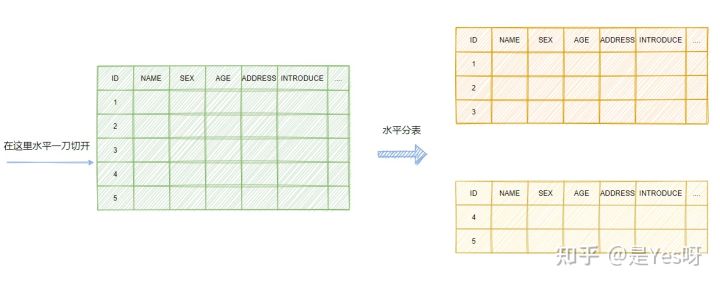 在这里水平一刀切开
ID NAME SEX AGE ADDRESS INTRODUCE ....
1
2
3
4
5
水平分表
ID NAME SEX AGE ADDRESS INTRODUCE ....
1
2
3
ID NAME SEX AGE ADDRESS INTRODUCE ....
4
5
知乎 @是Yes呀